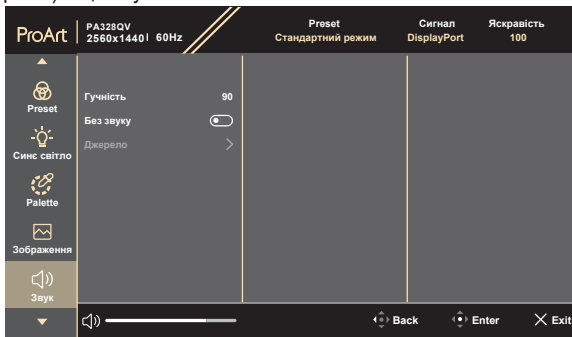 ProArt
PA328QV
2560x1440 60Hz
Preset
Стандартний режим
Сигнал
DisplayPort
Яскравість
100
Preset
Синє світло
Palette
Зображення
Звук
Гучність 90
Без звуку
Джерело
Back Enter Exit